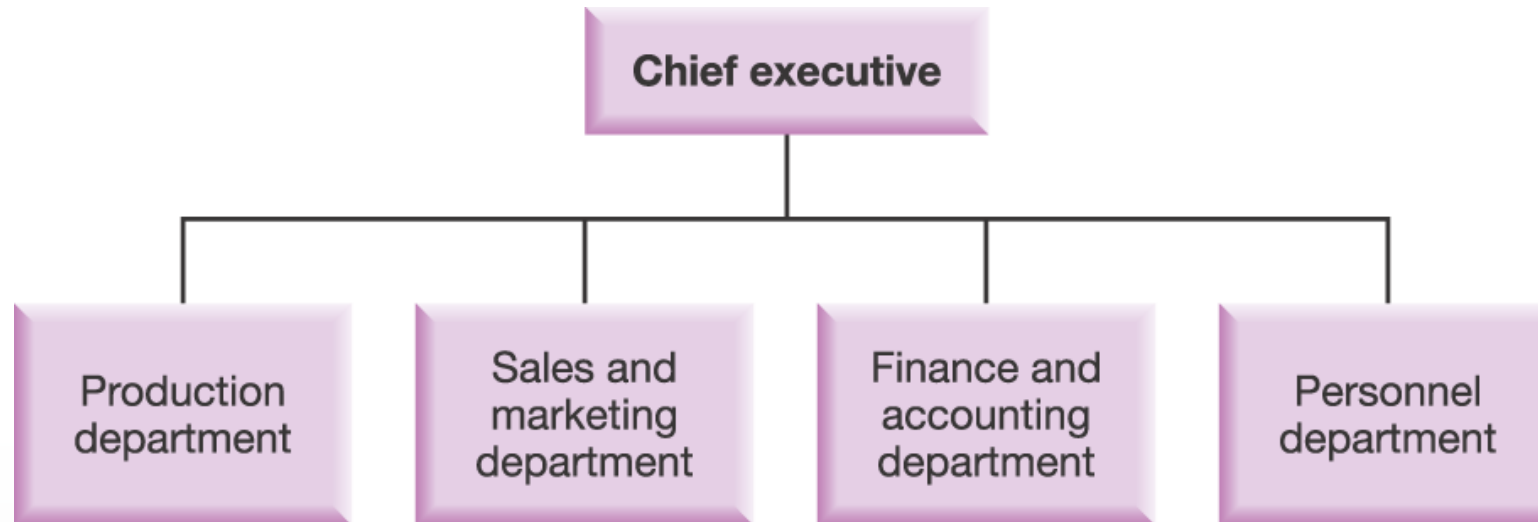 Chief executive
Production
department
Sales and
marketing
department
Finance and
accounting
department
Personnel
department